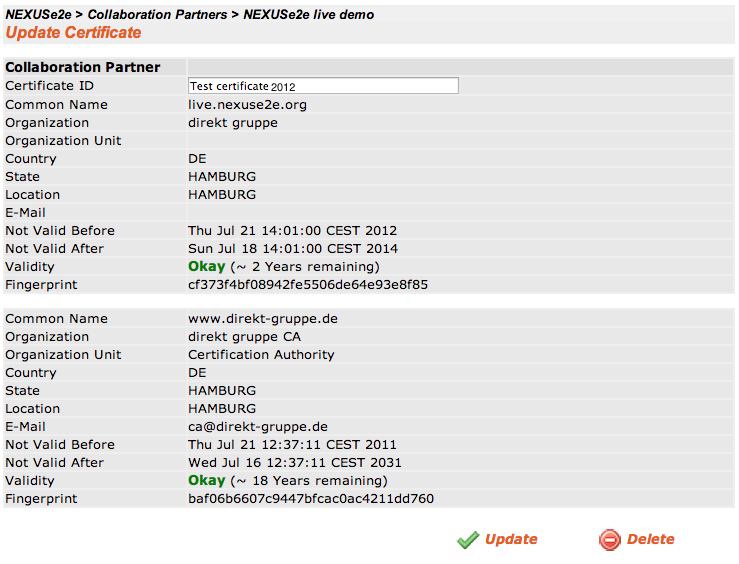 NEXUSe2e > Collaboration Partners > NEXUSe2e live demo
Update Certificate
Collaboration Partner
Certificate ID Test certificate 2012
Common Name live.nexuse2e.org
Organization direkt gruppe
Organization Unit
Country DE
State HAMBURG
Location HAMBURG
E-Mail
Not Valid Before Thu Jul 21 14:01:00 CEST 2012
Not Valid After Sun Jul 18 14:01:00 CEST 2014
Validity Okay (~ 2 Years remaining)
Fingerprint cf373f4bf08942fe5506de64e93e8f85
Common Name www.direkt-gruppe.de
Organization direkt gruppe CA
Organization Unit Certification Authority
Country DE
State HAMBURG
Location HAMBURG
E-Mail ca@direkt-gruppe.de
Not Valid Before Thu Jul 21 12:37:11 CEST 2011
Not Valid After Wed Jul 16 12:37:11 CEST 2031
Validity Okay (~ 18 Years remaining)
Fingerprint baf06b6607c9447bfcac0ac4211dd760
Update Delete